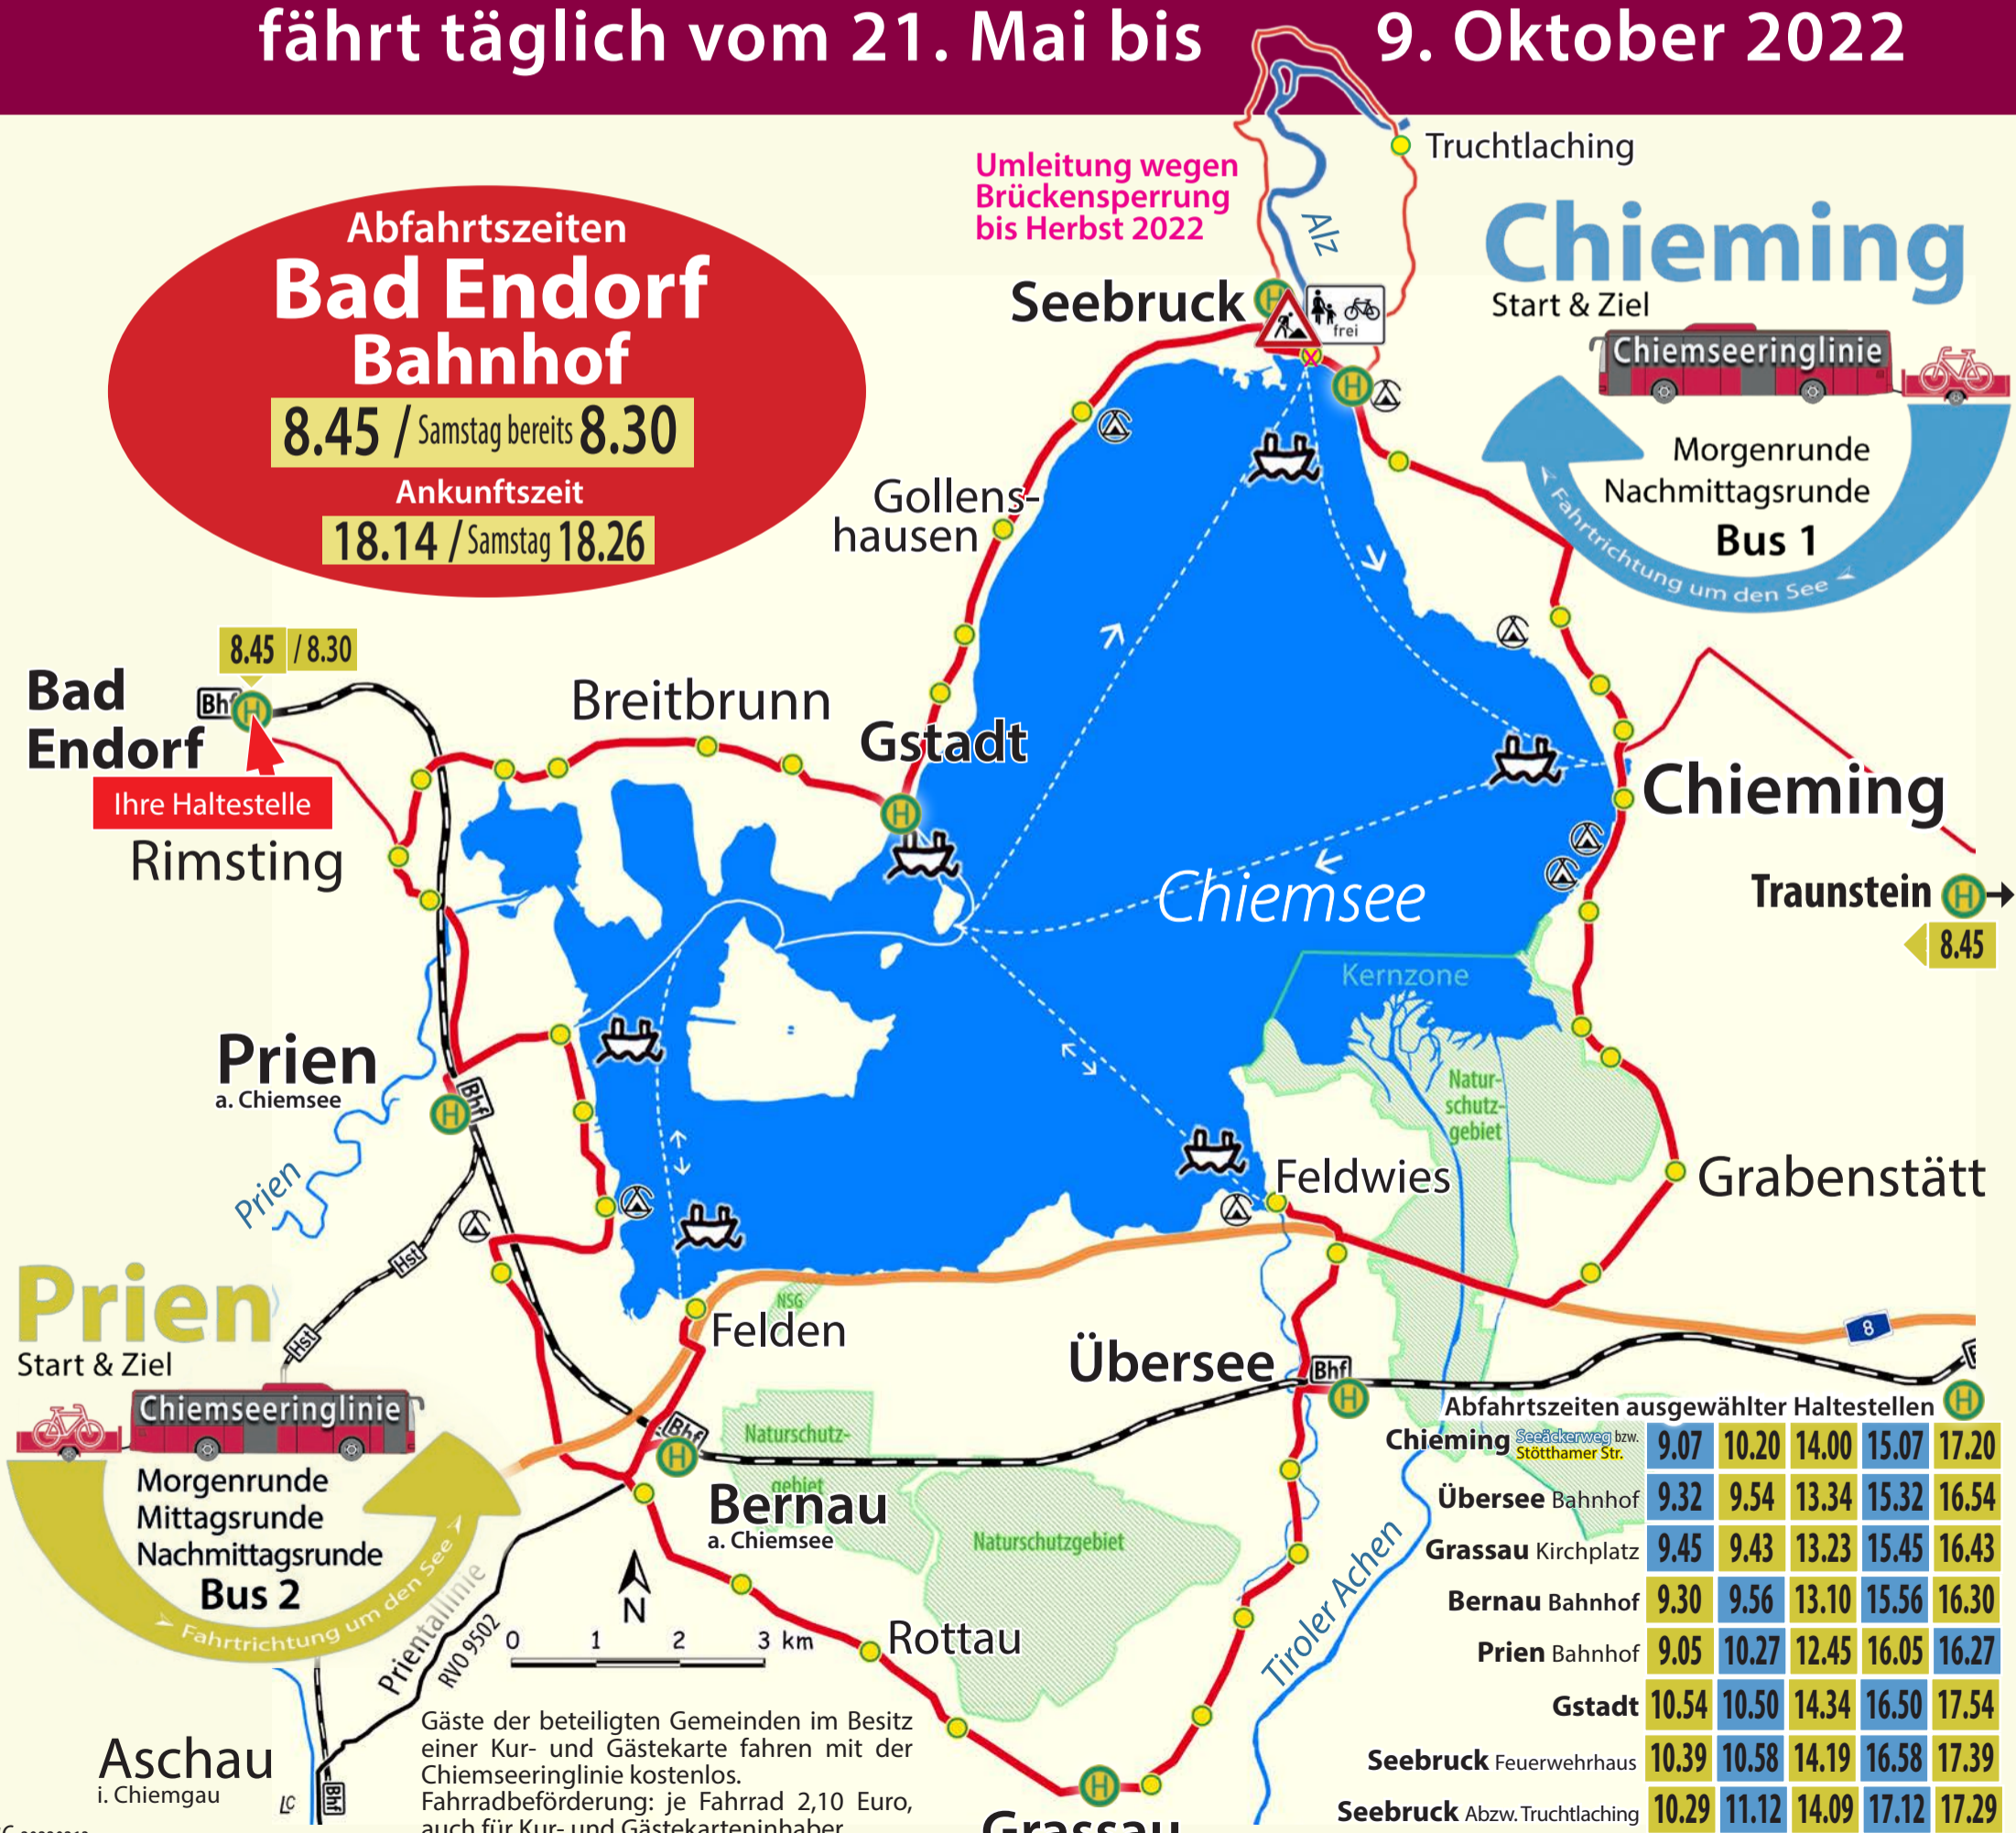 fährt täglich vom 21. Mai bis 9. Oktober 2022
Truchtlaching
Umleitung wegen
Brückensperrung
bis Herbst 2022
Alz
Abfahrtszeiten
Bad Endorf
Bahnhof
8.45 / Samstag bereits 8.30
Ankunftszeit
18.14 / Samstag 18.26
Seebruck
H
frei
H
Chieming
Start & Ziel
Chiemseeringlinie
Morgenrunde
Nachmittagsrunde
Bus 1
Fahrtrichtung um den See
Gollens-
hausen
8.45 / 8.30
Bad
Endorf
Bhf
H
Ihre Haltestelle
Rimsting
Breitbrunn
Gstadt
H
Chieming
Chiemsee
Traunstein H
8.45
Kernzone
Natur-
schutz-
gebiet
Prien
a. Chiemsee
Bhf
H
Prien
Feldwies
Grabenstätt
Hst
Hst
Prien
Start & Ziel
Chiemseeringlinie
Morgenrunde
Mittagsrunde
Nachmittagsrunde
Bus 2
Fahrtrichtung um den See
NSG
Felden
Übersee
Bhf
H
8
Bhf
H
Naturschutz-
gebiet
Bernau
a. Chiemsee
Naturschutzgebiet
N
0 1 2 3 km
Rottau
Prientallinie
RVO 9502
Tiroler Achen
Aschau
i. Chiemgau
LC
Bhf
Gäste der beteiligten Gemeinden im Besitz
einer Kur- und Gästekarte fahren mit der
Chiemseeringlinie kostenlos.
Fahrradbeförderung: je Fahrrad 2,10 Euro,
auch für Kur- und Gästekarteninhaber
H
Grassau
Abfahrtszeiten ausgewählter Haltestellen H
Chieming Seeäckerweg bzw. Stötthamer Str. 9.07 10.20 14.00 15.07 17.20
Übersee Bahnhof 9.32 9.54 13.34 15.32 16.54
Grassau Kirchplatz 9.45 9.43 13.23 15.45 16.43
Bernau Bahnhof 9.30 9.56 13.10 15.56 16.30
Prien Bahnhof 9.05 10.27 12.45 16.05 16.27
Gstadt 10.54 10.50 14.34 16.50 17.54
Seebruck Feuerwehrhaus 10.39 10.58 14.19 16.58 17.39
Seebruck Abzw. Truchtlaching 10.29 11.12 14.09 17.12 17.29